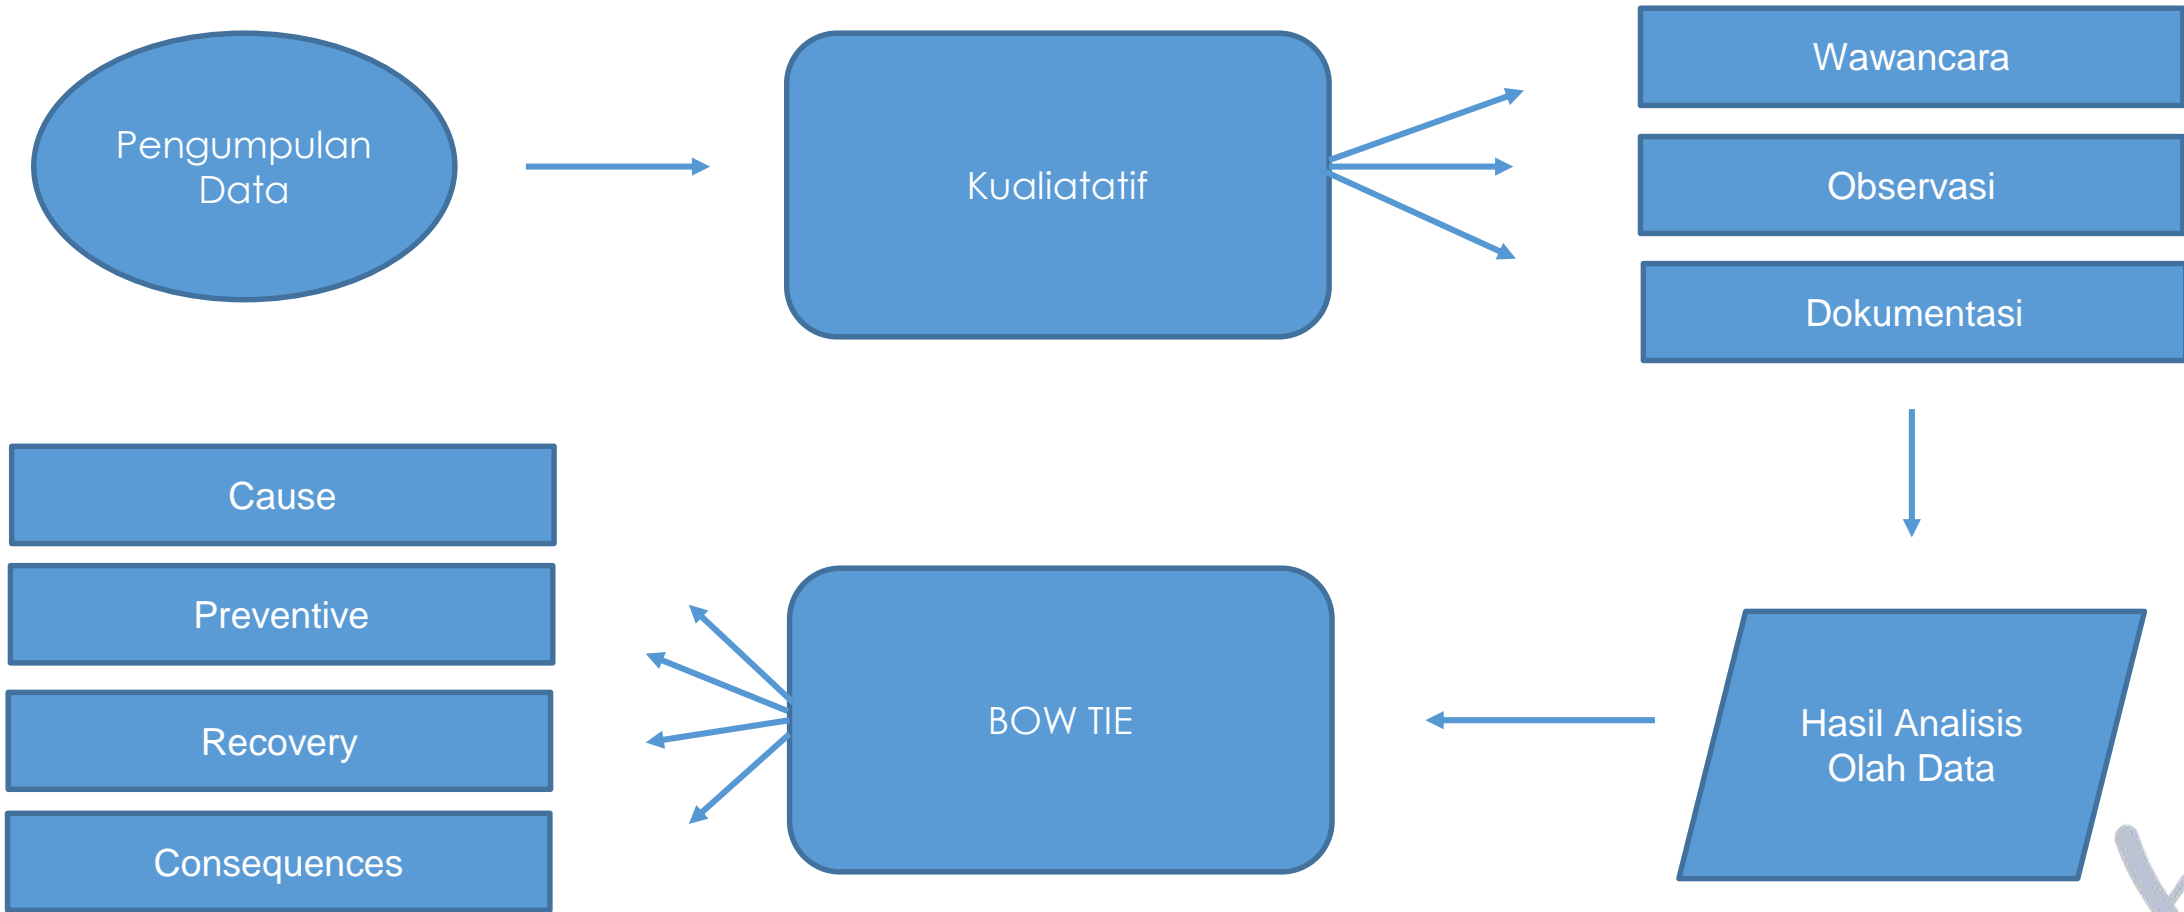 Pengumpulan
Data
Kualiatatif
Wawancara
Observasi
Dokumentasi
Cause
Preventive
Recovery
Consequences
BOW TIE
Hasil Analisis
Olah Data